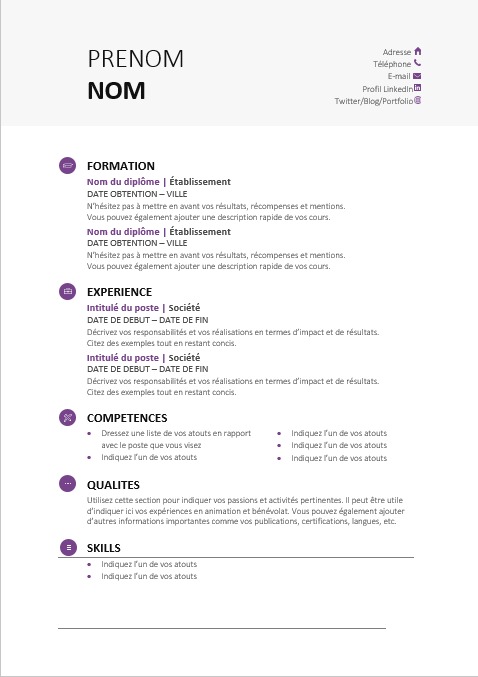 PRENOM
NOM
Adresse
Téléphone
E-mail
Profil LinkedIn
Twitter/Blog/Portfolio
FORMATION
Nom du diplôme | Établissement
DATE OBTENTION – VILLE
N'hésitez pas à mettre en avant vos résultats, récompenses et mentions.
Vous pouvez également ajouter une description rapide de vos cours.
Nom du diplôme | Établissement
DATE OBTENTION – VILLE
N'hésitez pas à mettre en avant vos résultats, récompenses et mentions.
Vous pouvez également ajouter une description rapide de vos cours.
EXPERIENCE
Intitulé du poste | Société
DATE DE DEBUT – DATE DE FIN
Décrivez vos responsabilités et vos réalisations en termes d'impact et de résultats.
Citez des exemples tout en restant concis.
Intitulé du poste | Société
DATE DE DEBUT – DATE DE FIN
Décrivez vos responsabilités et vos réalisations en termes d'impact et de résultats.
Citez des exemples tout en restant concis.
COMPETENCES
Dressez une liste de vos atouts en rapport
avec le poste que vous visez
Indiquez l'un de vos atouts
Indiquez l'un de vos atouts
Indiquez l'un de vos atouts
Indiquez l'un de vos atouts
QUALITES
Utilisez cette section pour indiquer vos passions et activités pertinentes. Il peut être utile
d'indiquer ici vos expériences en animation et bénévolat. Vous pouvez également ajouter
d'autres informations importantes comme vos publications, certifications, langues, etc.
SKILLS
Indiquez l'un de vos atouts
Indiquez l'un de vos atouts